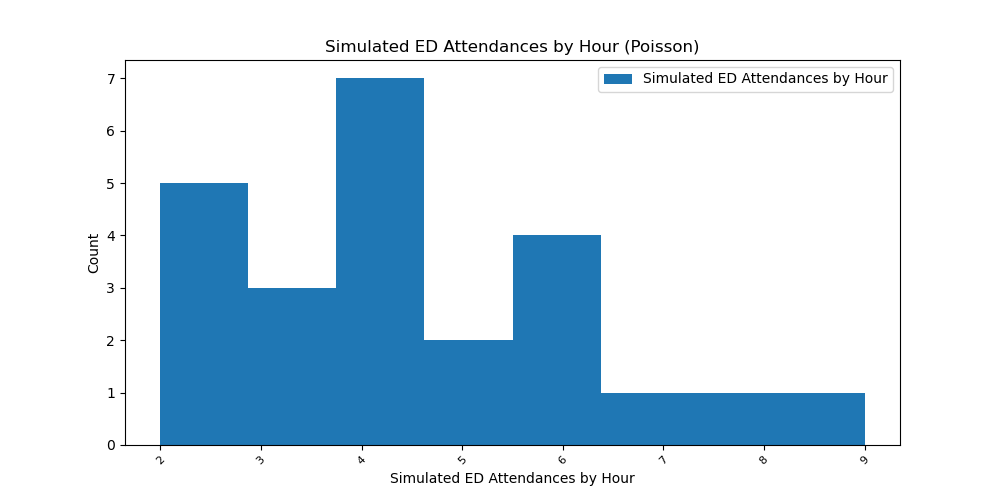 Simulated ED Attendances by Hour (Poisson)
Simulated ED Attendances by Hour
7
6
5
4
3
2
1
0
Count
2 3 4 5 6 7 8 9
Simulated ED Attendances by Hour